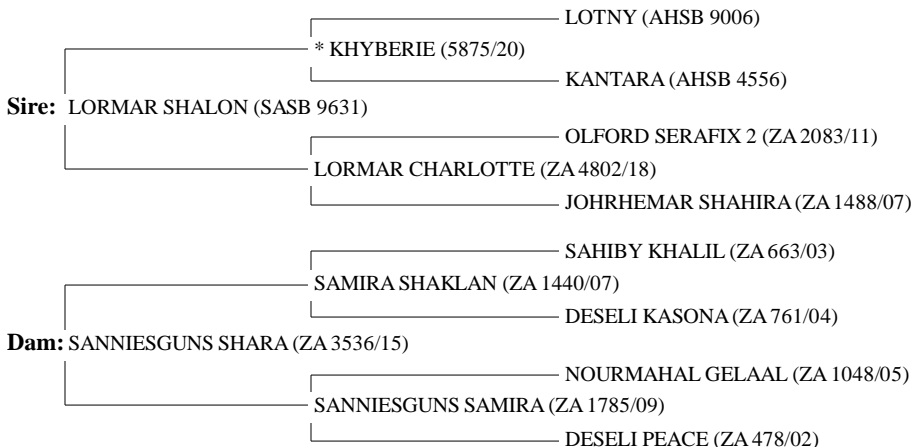 LOTNY (AHSB 9006)
* KHYBERIE (5875/20)
KANTARA (AHSB 4556)
Sire: LORMAR SHALON (SASB 9631)
OLFORD SERAFIX 2 (ZA 2083/11)
LORMAR CHARLOTTE (ZA 4802/18)
JOHRHEMAR SHAHIRA (ZA 1488/07)
SAHIBY KHALIL (ZA 663/03)
SAMIRA SHAKLAN (ZA 1440/07)
DESELI KASONA (ZA 761/04)
Dam: SANNIESGUNS SHARA (ZA 3536/15)
NOURMAHAL GELAAL (ZA 1048/05)
SANNIESGUNS SAMIRA (ZA 1785/09)
DESELI PEACE (ZA 478/02)